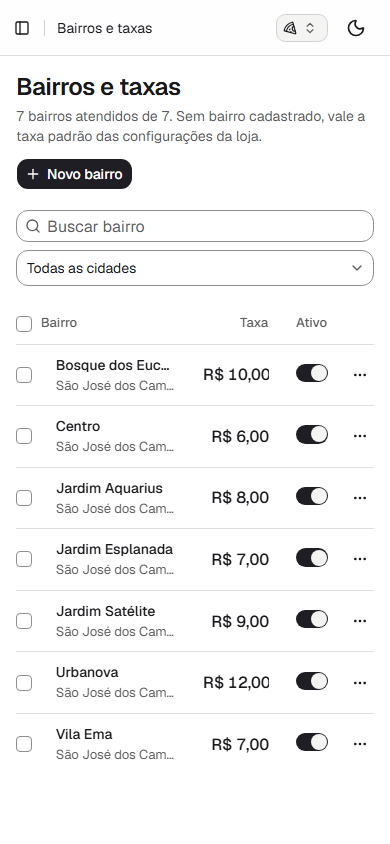 Bairros e taxas
Bairros e taxas
7 bairros atendidos de 7. Sem bairro cadastrado, vale a
taxa padrão das configurações da loja.
Novo bairro
Buscar bairro
Todas as cidades
Bairro Taxa Ativo
Bosque dos Euc...
São José dos Cam...
R$ 10,00
Centro
São José dos Cam...
R$ 6,00
Jardim Aquarius
São José dos Cam...
R$ 8,00
Jardim Esplanada
São José dos Cam...
R$ 7,00
Jardim Satélite
São José dos Cam...
R$ 9,00
Urbanova
São José dos Cam...
R$ 12,00
Vila Ema
São José dos Cam...
R$ 7,00